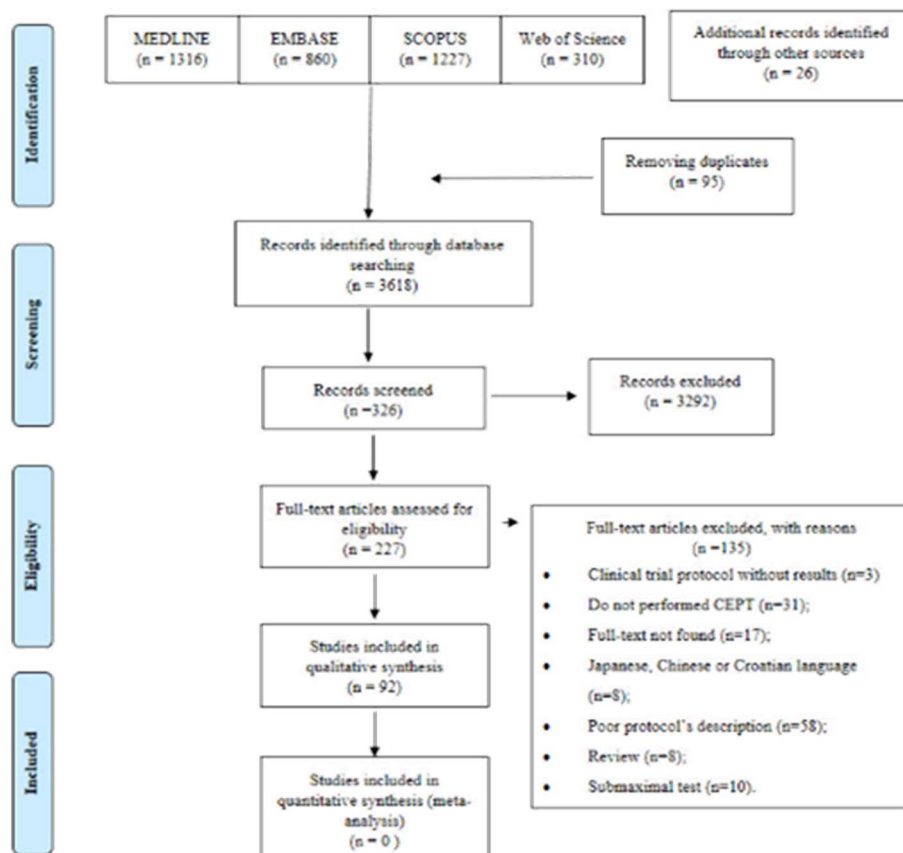 MEDLINE
(n = 1316)
EMBASE
(n = 860)
SCOPUS
(n = 1227)
Web of Science
(n = 310)
Additional records identified
through other sources
(n = 26)
Identification
Removing duplicates
(n = 95)
Records identified through database
searching
(n = 3618)
Screening
Records screened
(n =326)
Records excluded
(n = 3292)
Eligibility
Full-text articles assessed for
eligibility
(n = 227)
Full-text articles excluded, with reasons
(n =135)
• Clinical trial protocol without results (n=3)
• Do not performed CEPT (n=31);
• Full-text not found (n=17);
• Japanese, Chinese or Croatian language
(n=8);
• Poor protocol's description (n=58);
• Review (n=8);
• Submaximal test (n=10).
Studies included in
qualitative synthesis
(n = 92)
Included
Studies included in
quantitative synthesis (meta-
analysis)
(n = 0 )